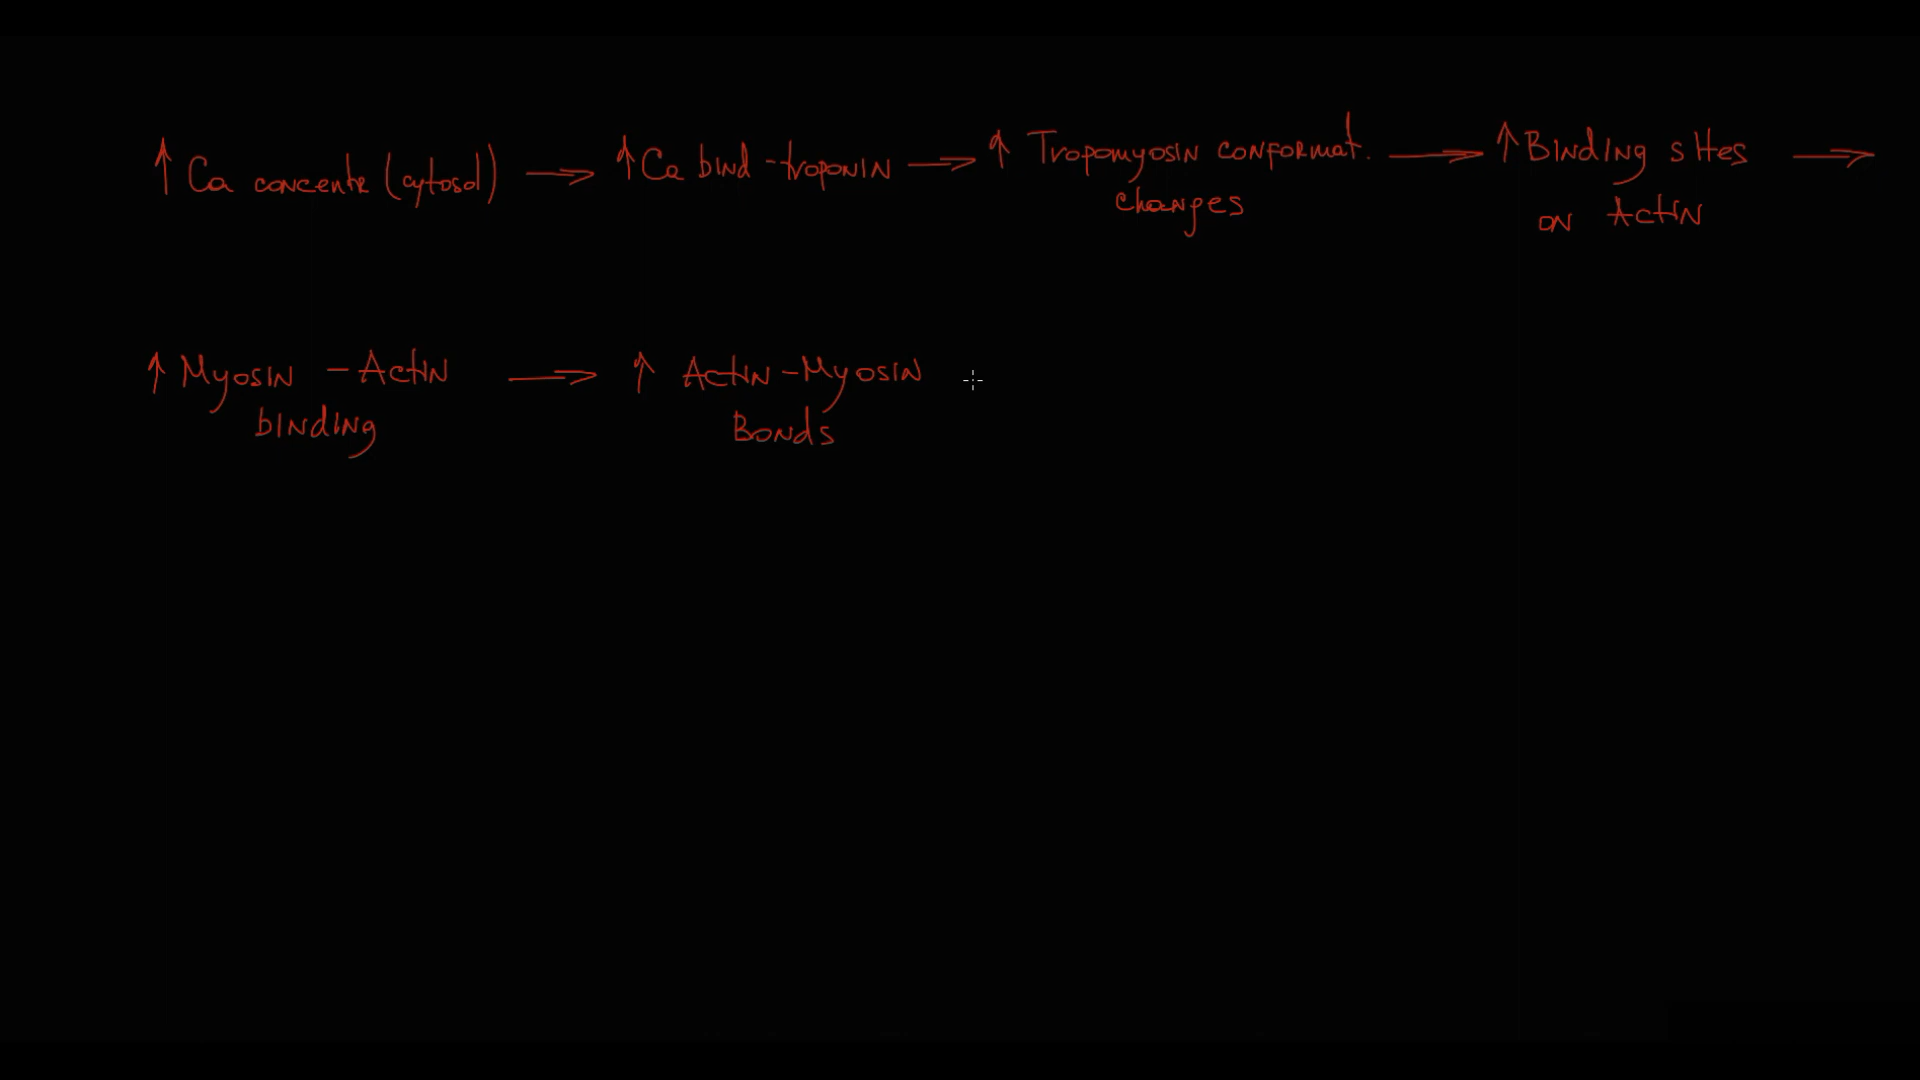 ↑ Ca concentr (cytosol) → ↑ Ca bind - troponin → ↑ Tropomyosin conformat. → ↑ Binding sites →
changes on Actin
↑ Myosin - Actin → ↑ Actin - Myosin
binding Bonds